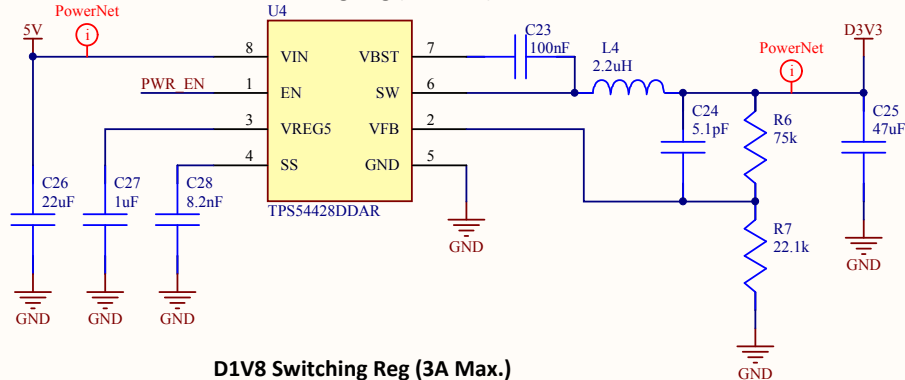 PowerNet
5V
i
U4
8 VIN
1 EN
3 VREG5
4 SS
VBST 7
SW 6
VFB 2
GND 5
TPS54428DDAR
PWR_EN
C26
22uF
C27
1uF
C28
8.2nF
GND
GND
GND
GND
C23
100nF
L4
2.2uH
C24
5.1pF
PowerNet
i
D3V3
R6
75k
C25
47uF
R7
22.1k
GND
GND
D1V8 Switching Reg (3A Max.)